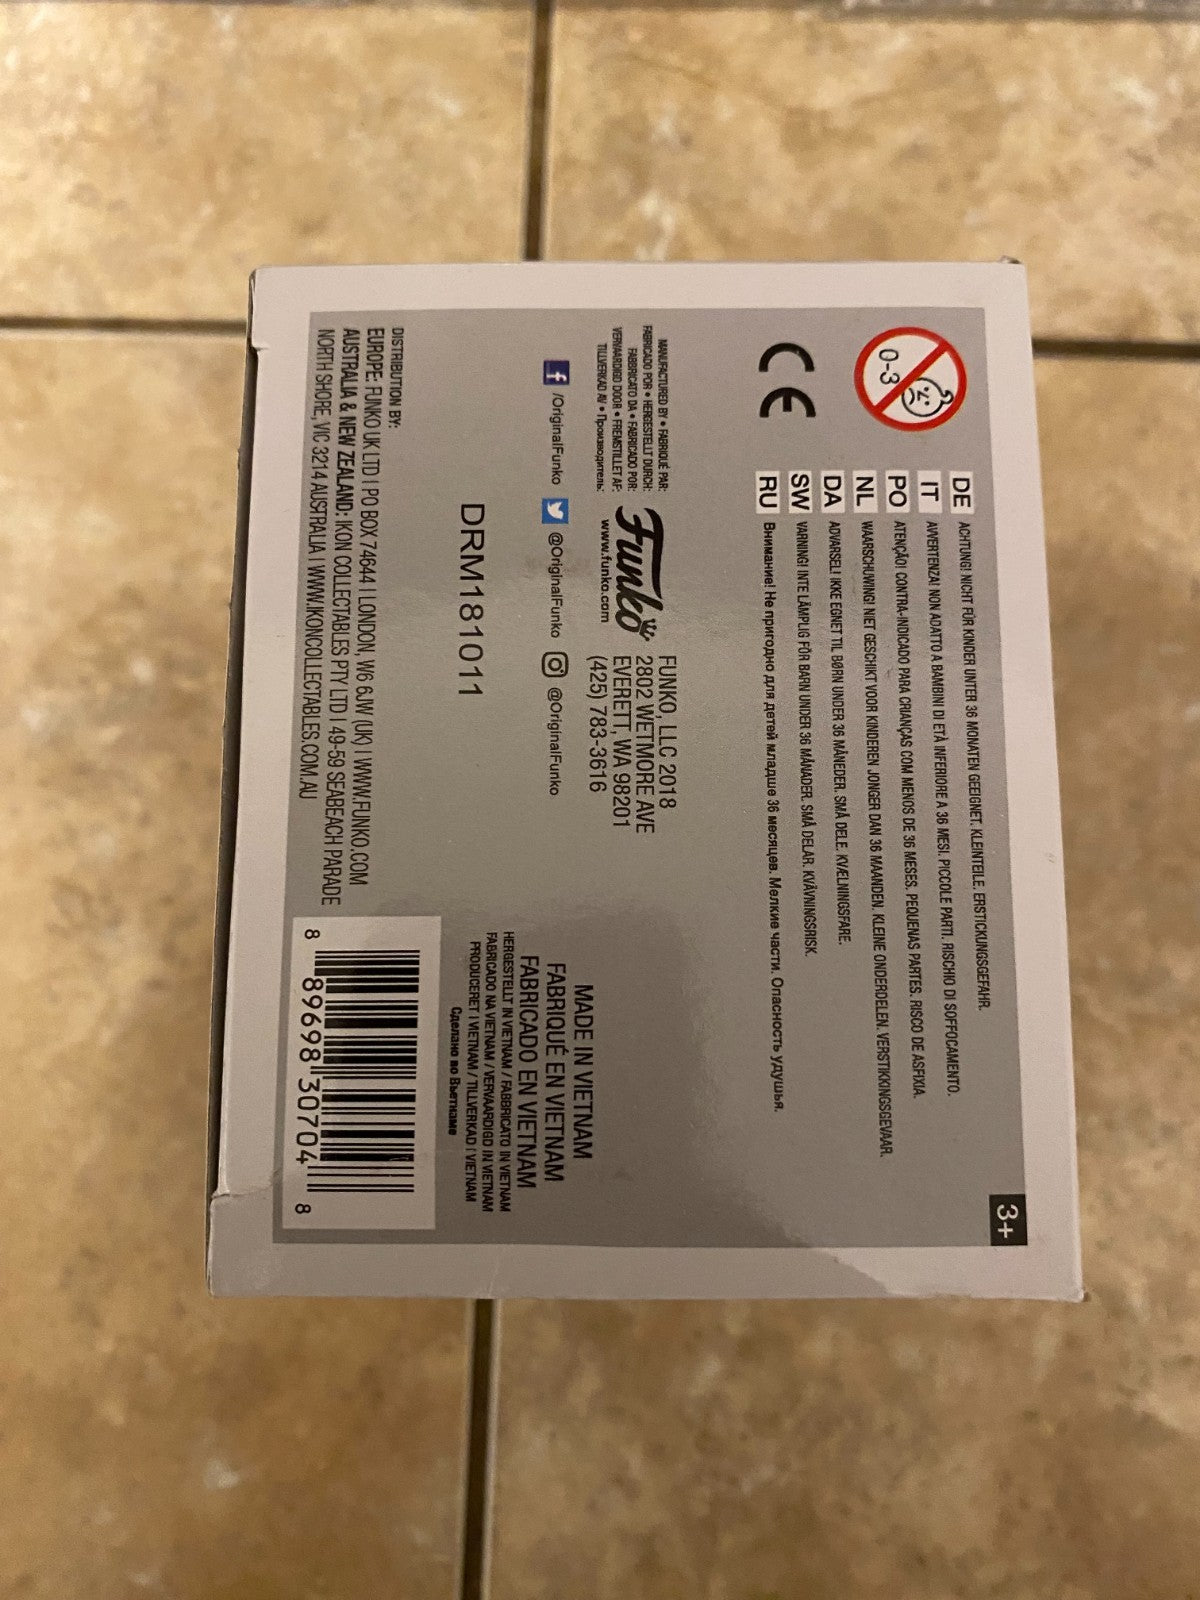 3+
0-3
DE ACHTUNG! NICHT FÜR KINDER UNTER 36 MONATEN GEEIGNET. KLEINTEILE. ERSTICKUNGSGEFAHR.
IT AVVERTENZA! NON ADATTO A BAMBINI DI ETÀ INFERIORE A 36 MESI. PICCOLE PARTI. RISCHIO DI SOFFOCAMENTO.
PO ATENÇÃO! CONTRA-INDICADO PARA CRIANÇAS COM MENOS DE 36 MESES. PEQUENAS PARTES. RISCO DE ASFIXIA.
NL WAARSCHUWING! NIET GESCHIKT VOOR KINDEREN JONGER DAN 36 MAANDEN. KLEINE ONDERDELEN. VERSTIKKINGSGEVAAR.
DA ADVARSEL! IKKE EGNET TIL BØRN UNDER 36 MÅNEDER. SMÅ DELE. KVÆLNINGSFARE.
SW VARNING! INTE LÄMPLIG FÖR BARN UNDER 36 MÅNADER. SMÅ DELAR. KVÄVNINGSRISK.
RU Внимание! Не пригодно для детей младше 36 месяцев. Мелкие части. Опасность удушья.
CE
MANUFACTURED BY • FABRIQUÉ PAR:
FABRICADO POR • HERGESTELLT DURCH:
FABBRICATO DA • FABRICADO POR:
VERVAARDIGD DOOR • FREMSTILLET AF:
TILLVERKAD AV • Производитель:
Funko
www.funko.com
FUNKO, LLC 2018
2802 WETMORE AVE
EVERETT, WA 98201
(425) 783-3616
/OriginalFunko @OriginalFunko @OriginalFunko
DRM181011
MADE IN VIETNAM
FABRIQUÉ EN VIETNAM
FABRICADO EN VIETNAM
HERGESTELLT IN VIETNAM / FABBRICATO IN VIETNAM
FABRICADO NA VIETNAM / VERVAARDIGD IN VIETNAM
PRODUCERET I VIETNAM / TILLVERKAD I VIETNAM
Сделано во Вьетнаме
DISTRIBUTION BY:
EUROPE: FUNKO UK LTD | PO BOX 74644 | LONDON, W6 6JW (UK) | WWW.FUNKO.COM
AUSTRALIA & NEW ZEALAND: IKON COLLECTABLES PTY LTD | 49-59 SEABEACH PARADE
NORTH SHORE, VIC 3214 AUSTRALIA | WWW.IKONCOLLECTABLES.COM.AU
8 89698 30704 8